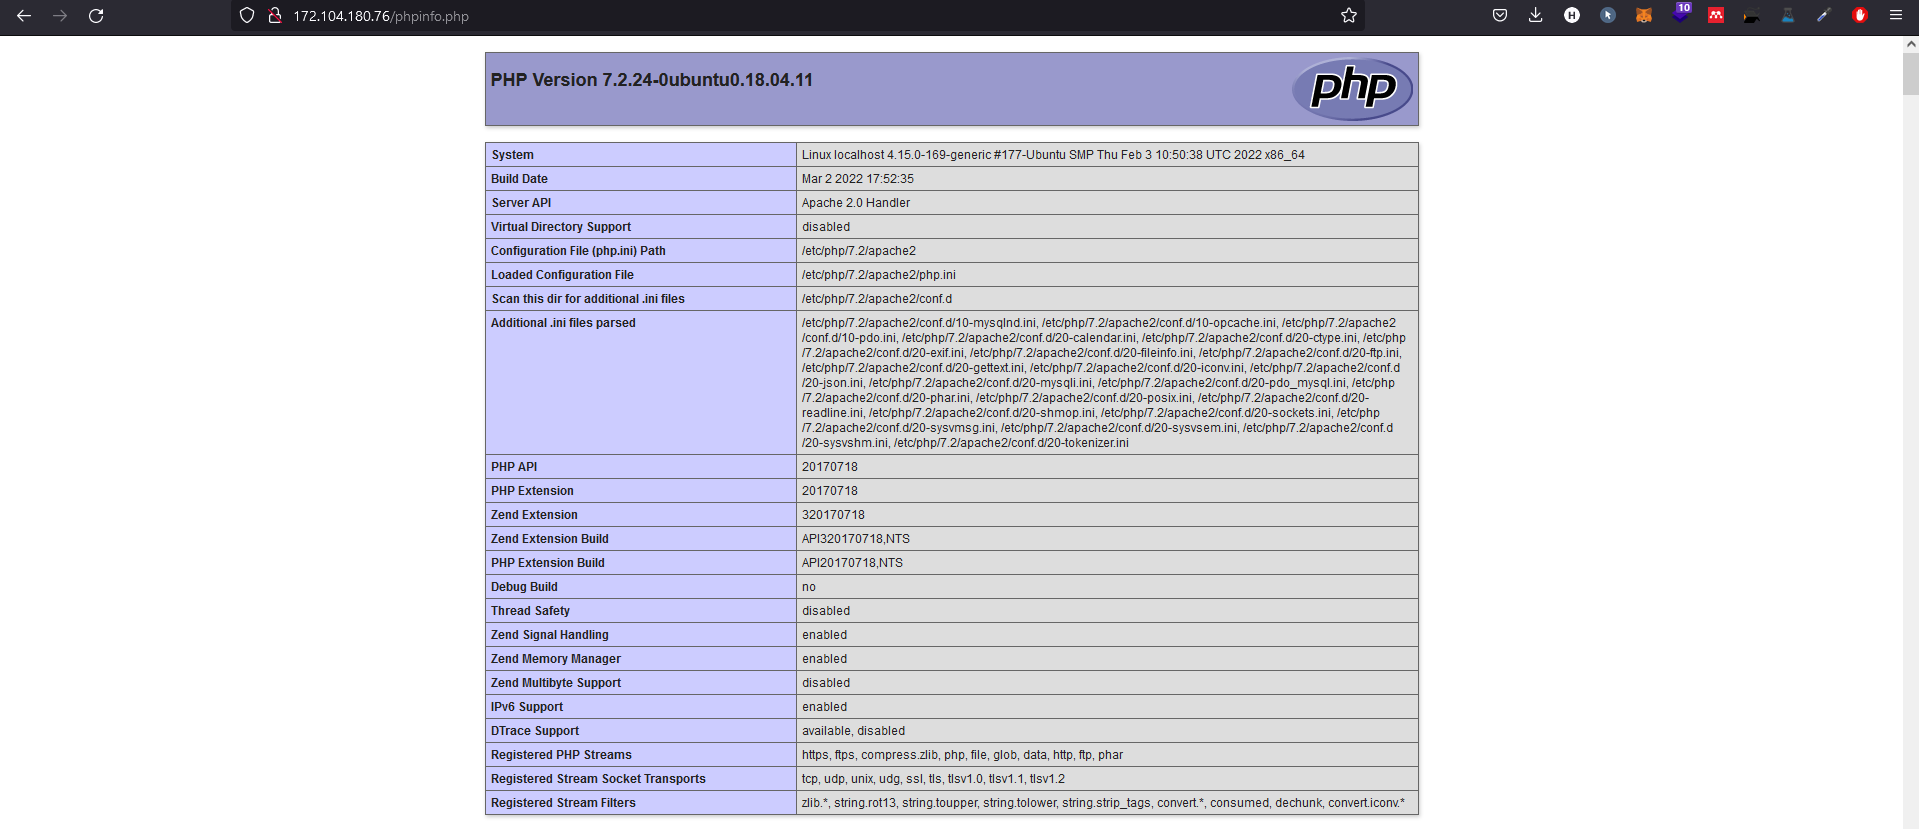 172.104.180.76/phpinfo.php
10
H
PHP Version 7.2.24-0ubuntu0.18.04.11
php
System Linux localhost 4.15.0-169-generic #177-Ubuntu SMP Thu Feb 3 10:50:38 UTC 2022 x86_64
Build Date Mar 2 2022 17:52:35
Server API Apache 2.0 Handler
Virtual Directory Support disabled
Configuration File (php.ini) Path /etc/php/7.2/apache2
Loaded Configuration File /etc/php/7.2/apache2/php.ini
Scan this dir for additional .ini files /etc/php/7.2/apache2/conf.d
Additional .ini files parsed /etc/php/7.2/apache2/conf.d/10-mysqlnd.ini, /etc/php/7.2/apache2/conf.d/10-opcache.ini, /etc/php/7.2/apache2
/conf.d/10-pdo.ini, /etc/php/7.2/apache2/conf.d/20-calendar.ini, /etc/php/7.2/apache2/conf.d/20-ctype.ini, /etc/php
/7.2/apache2/conf.d/20-exif.ini, /etc/php/7.2/apache2/conf.d/20-fileinfo.ini, /etc/php/7.2/apache2/conf.d/20-ftp.ini,
/etc/php/7.2/apache2/conf.d/20-gettext.ini, /etc/php/7.2/apache2/conf.d/20-iconv.ini, /etc/php/7.2/apache2/conf.d
/20-json.ini, /etc/php/7.2/apache2/conf.d/20-mysqli.ini, /etc/php/7.2/apache2/conf.d/20-pdo_mysql.ini, /etc/php
/7.2/apache2/conf.d/20-phar.ini, /etc/php/7.2/apache2/conf.d/20-posix.ini, /etc/php/7.2/apache2/conf.d/20-
readline.ini, /etc/php/7.2/apache2/conf.d/20-shmop.ini, /etc/php/7.2/apache2/conf.d/20-sockets.ini, /etc/php
/7.2/apache2/conf.d/20-sysvmsg.ini, /etc/php/7.2/apache2/conf.d/20-sysvsem.ini, /etc/php/7.2/apache2/conf.d
/20-sysvshm.ini, /etc/php/7.2/apache2/conf.d/20-tokenizer.ini
PHP API 20170718
PHP Extension 20170718
Zend Extension 320170718
Zend Extension Build API320170718,NTS
PHP Extension Build API20170718,NTS
Debug Build no
Thread Safety disabled
Zend Signal Handling enabled
Zend Memory Manager enabled
Zend Multibyte Support disabled
IPv6 Support enabled
DTrace Support available, disabled
Registered PHP Streams https, ftps, compress.zlib, php, file, glob, data, http, ftp, phar
Registered Stream Socket Transports tcp, udp, unix, udg, ssl, tls, tlsv1.0, tlsv1.1, tlsv1.2
Registered Stream Filters zlib.*, string.rot13, string.toupper, string.tolower, string.strip_tags, convert.*, consumed, dechunk, convert.iconv.*